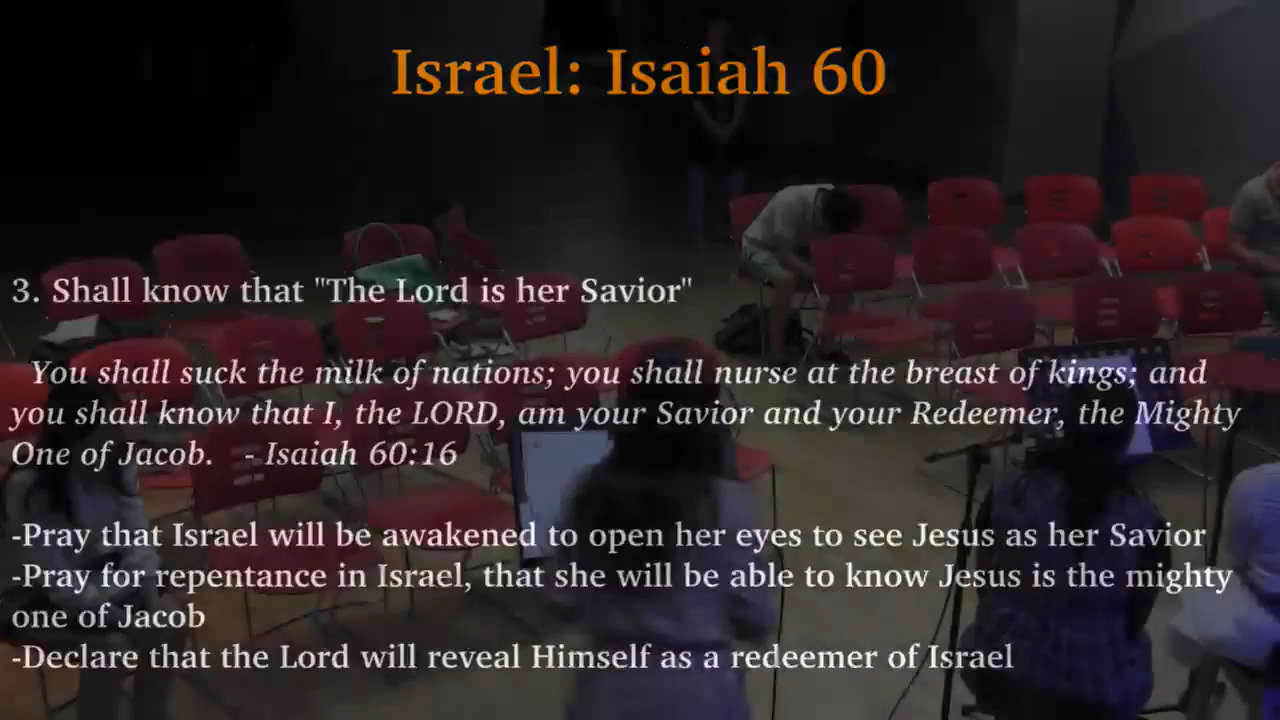 Israel: Isaiah 60
3. Shall know that "The Lord is her Savior"
You shall suck the milk of nations; you shall nurse at the breast of kings; and
you shall know that I, the LORD, am your Savior and your Redeemer, the Mighty
One of Jacob.   - Isaiah 60:16
-Pray that Israel will be awakened to open her eyes to see Jesus as her Savior
-Pray for repentance in Israel, that she will be able to know Jesus is the mighty
one of Jacob
-Declare that the Lord will reveal Himself as a redeemer of Israel